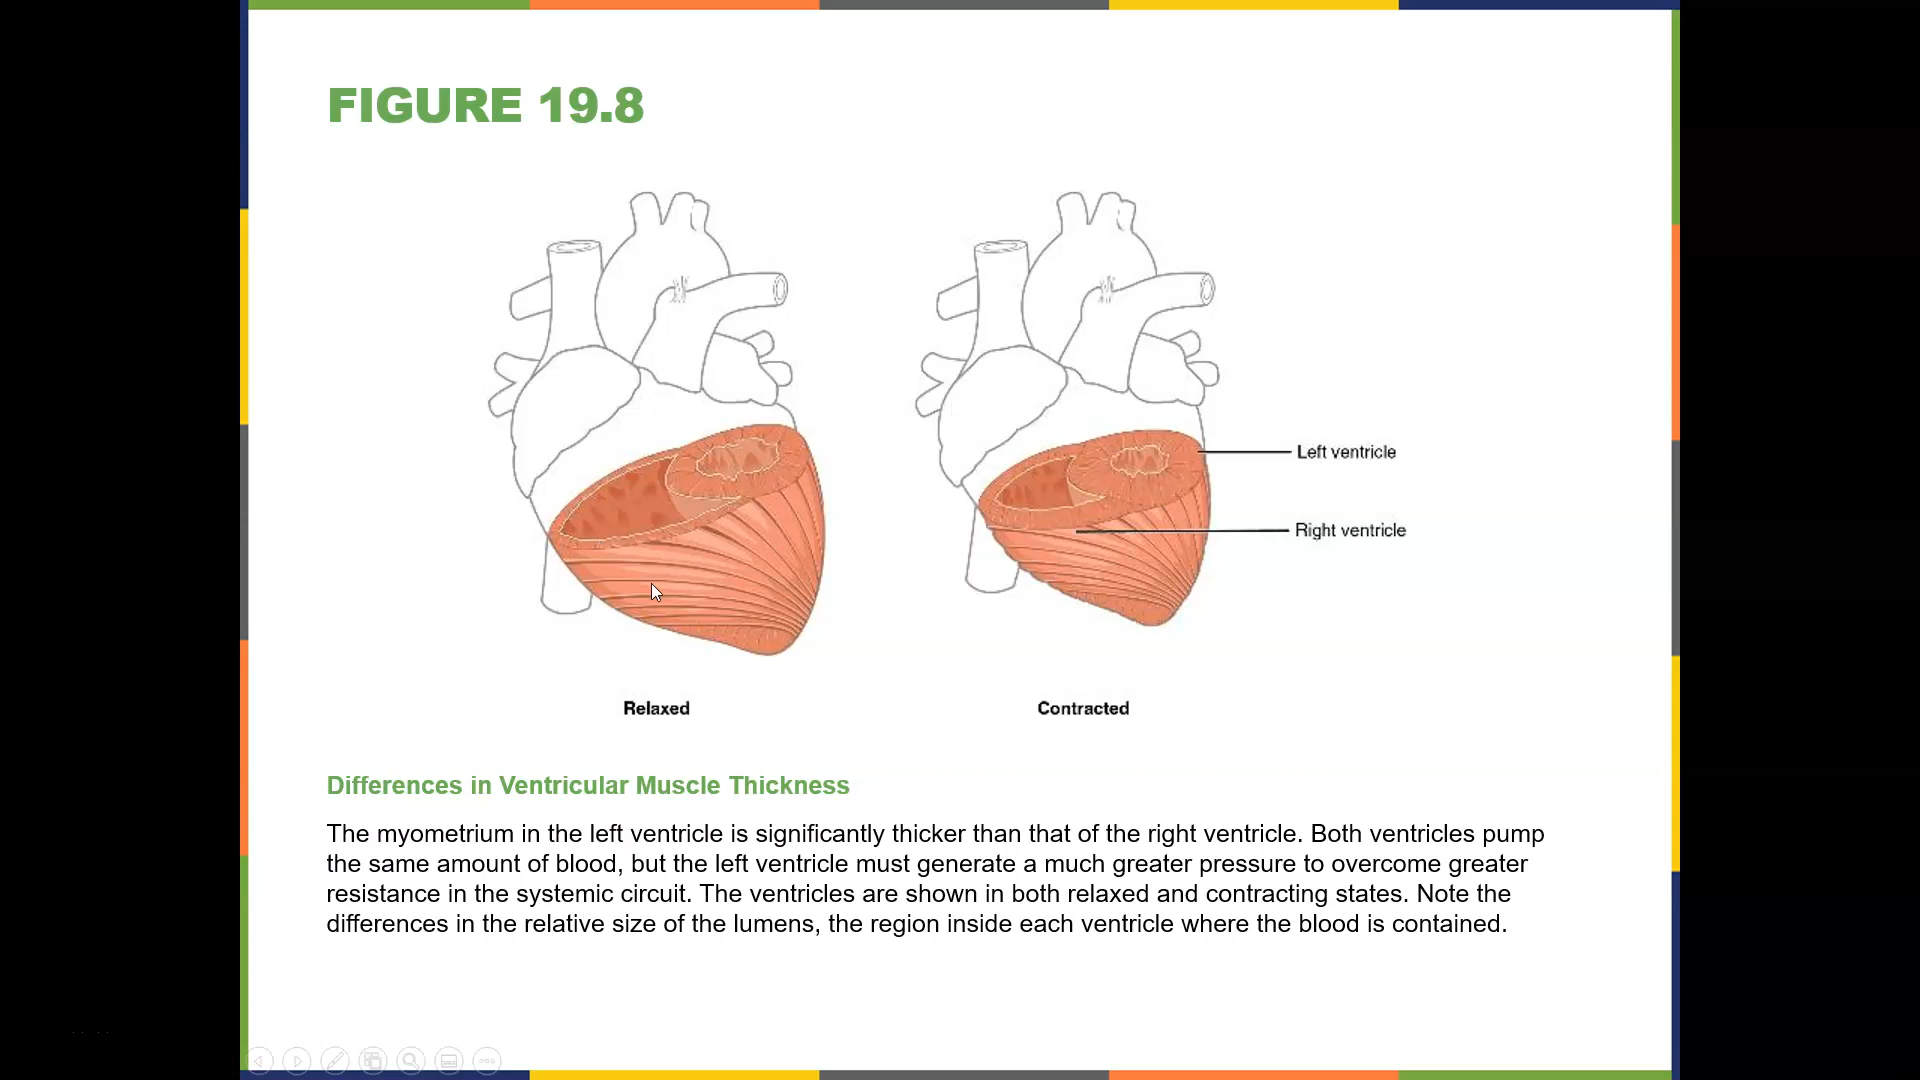 FIGURE 19.8
Left ventricle
Right ventricle
Relaxed
Contracted
Differences in Ventricular Muscle Thickness
The myometrium in the left ventricle is significantly thicker than that of the right ventricle. Both ventricles pump
the same amount of blood, but the left ventricle must generate a much greater pressure to overcome greater
resistance in the systemic circuit. The ventricles are shown in both relaxed and contracting states. Note the
differences in the relative size of the lumens, the region inside each ventricle where the blood is contained.